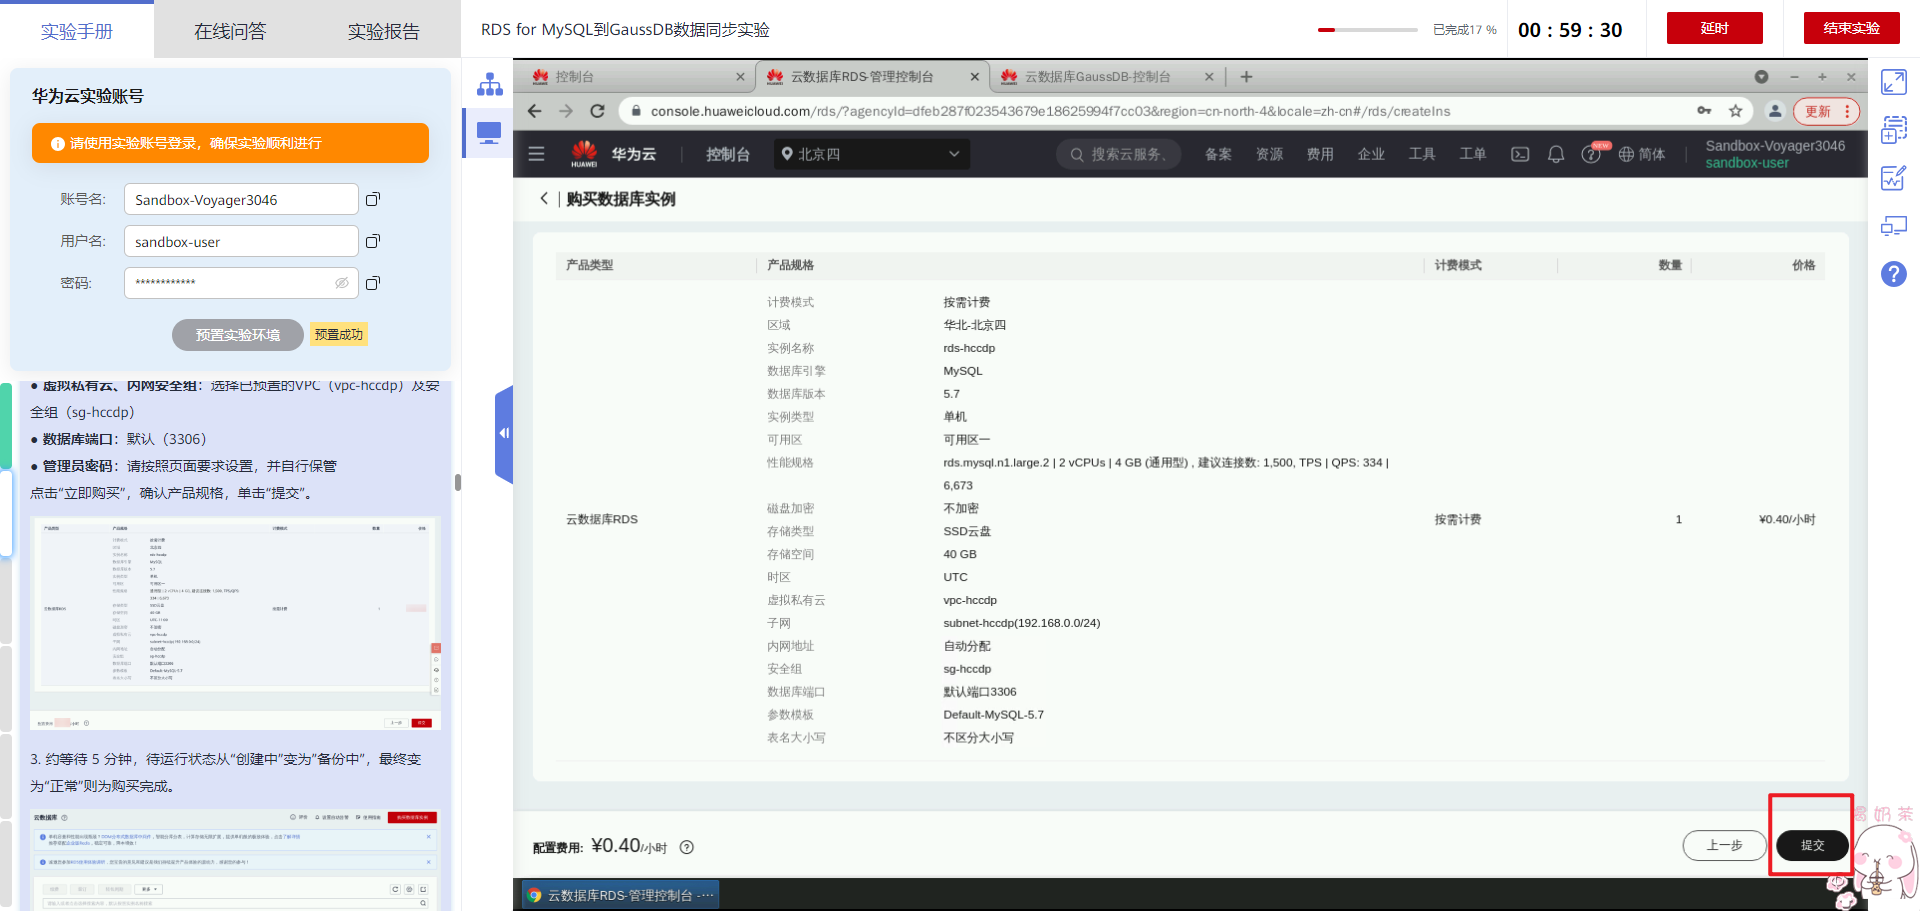 实验手册
在线问答
实验报告
RDS for MySQL到GaussDB数据同步实验
已完成17 %
00 : 59 : 30
延时
结束实验
华为云实验账号
请使用实验账号登录，确保实验顺利进行
账号名: Sandbox-Voyager3046
用户名: sandbox-user
密码: ************
预置实验环境 预置成功
● 虚拟私有云、内网安全组：选择已预置的VPC（vpc-hccdp）及安
全组（sg-hccdp）
● 数据库端口：默认（3306）
● 管理员密码：请按照页面要求设置，并自行保管
点击“立即购买”，确认产品规格，单击“提交”。
3. 约等待 5 分钟，待运行状态从“创建中”变为”备份中”，最终变
为“正常”则为购买完成。
云数据库
控制台
云数据库RDS-管理控制台
云数据库GaussDB-控制台
console.huaweicloud.com/rds/?agencyId=dfeb287f023543679e18625994f7cc03&region=cn-north-4&locale=zh-cn#/rds/createIns
更新
HUAWEI
华为云
控制台
北京四
搜索云服务、
备案 资源 费用 企业 工具 工单
NEW
简体
Sandbox-Voyager3046
sandbox-user
购买数据库实例
产品类型 产品规格 计费模式 数量 价格
计费模式 按需计费
区域 华北-北京四
实例名称 rds-hccdp
数据库引擎 MySQL
数据库版本 5.7
实例类型 单机
可用区 可用区一
性能规格 rds.mysql.n1.large.2 | 2 vCPUs | 4 GB (通用型) , 建议连接数: 1,500, TPS | QPS: 334 |
6,673
磁盘加密 不加密
云数据库RDS 按需计费 1 ¥0.40/小时
存储类型 SSD云盘
存储空间 40 GB
时区 UTC
虚拟私有云 vpc-hccdp
子网 subnet-hccdp(192.168.0.0/24)
内网地址 自动分配
安全组 sg-hccdp
数据库端口 默认端口3306
参数模板 Default-MySQL-5.7
表名大小写 不区分大小写
配置费用: ¥0.40/小时
上一步
提交
奶茶
云数据库RDS-管理控制台 -···